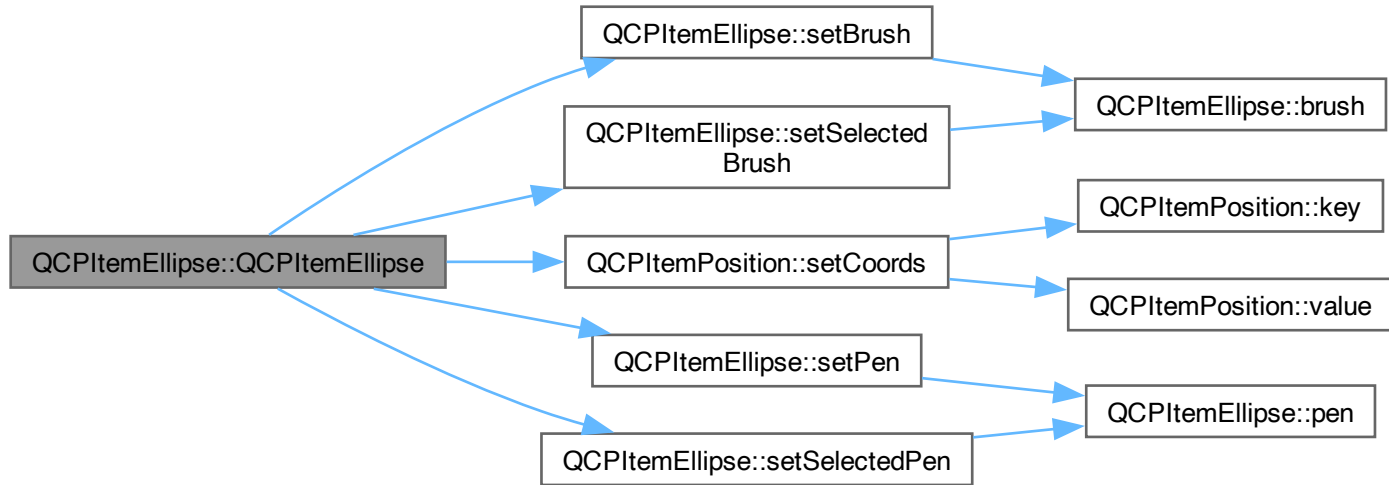 QCPItemEllipse::setBrush
QCPItemEllipse::brush
QCPItemEllipse::setSelected
Brush
QCPItemPosition::key
QCPItemEllipse::QCPItemEllipse
QCPItemPosition::setCoords
QCPItemPosition::value
QCPItemEllipse::setPen
QCPItemEllipse::pen
QCPItemEllipse::setSelectedPen